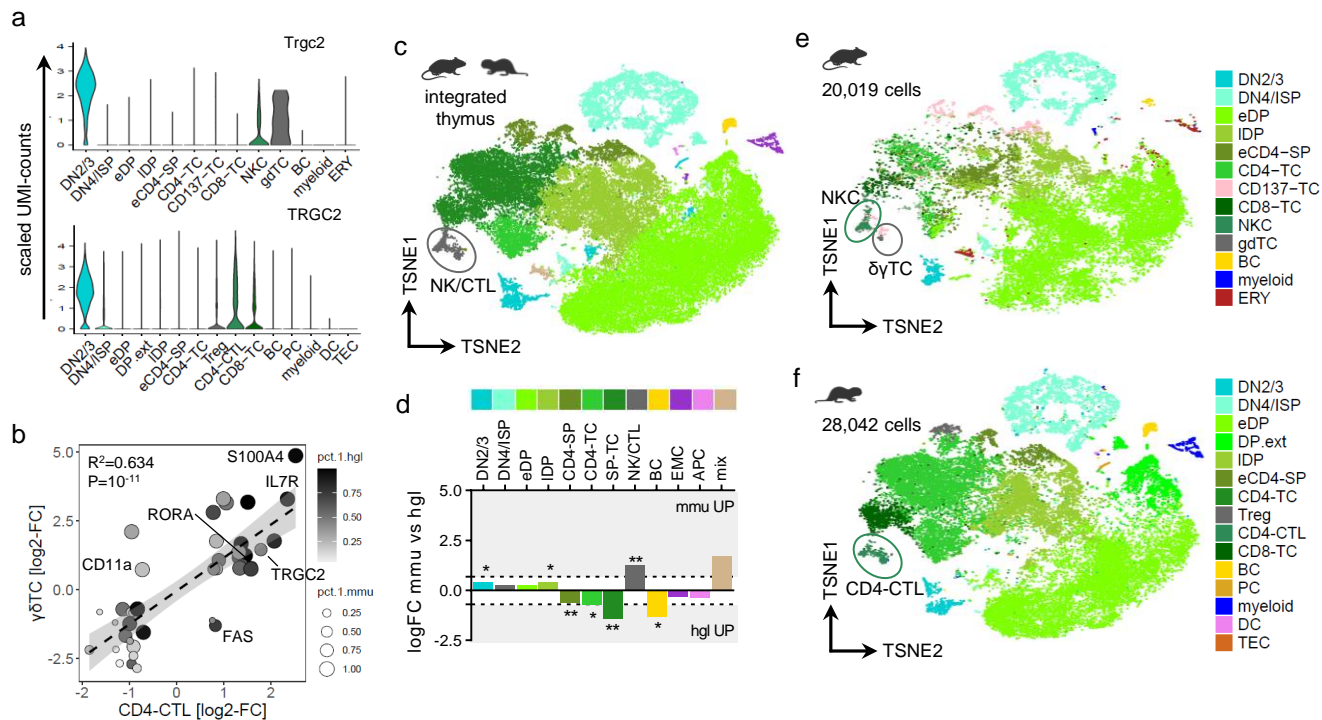 a
Trgc2
scaled UMI-counts
4
3
2
1
0
DN2/3
DN4/ISP
eDP
lDP
eCD4-SP
CD4-TC
CD137-TC
CD8-TC
NKC
gdTC
BC
myeloid
ERY
TRGC2
4
3
2
1
0
DN2/3
DN4/ISP
eDP
DP.ext
lDP
eCD4-SP
CD4-TC
Treg
CD4-CTL
CD8-TC
BC
PC
myeloid
DC
TEC
b
R²=0.634
P=10⁻¹¹
S100A4
IL7R
RORA
CD11a
TRGC2
FAS
5.0
2.5
0.0
-2.5
γδTC [log2-FC]
-2
-1
0
1
2
CD4-CTL [log2-FC]
pct.1.hgl
0.75
0.50
0.25
pct.1.mmu
0.25
0.50
0.75
1.00
c
integrated
thymus
NK/CTL
TSNE1
TSNE2
d
DN2/3
DN4/ISP
eDP
lDP
CD4-SP
CD4-TC
SP-TC
NK/CTL
BC
EMC
APC
mix
logFC mmu vs hgl
5.0
2.5
0.0
-2.5
mmu UP
hgl UP
*
*
**
*
**
**
*
e
20,019 cells
NKC
δγTC
TSNE1
TSNE2
DN2/3
DN4/ISP
eDP
lDP
eCD4-SP
CD4-TC
CD137-TC
CD8-TC
NKC
gdTC
BC
myeloid
ERY
f
28,042 cells
CD4-CTL
TSNE1
TSNE2
DN2/3
DN4/ISP
eDP
DP.ext
lDP
eCD4-SP
CD4-TC
Treg
CD4-CTL
CD8-TC
BC
PC
myeloid
DC
TEC